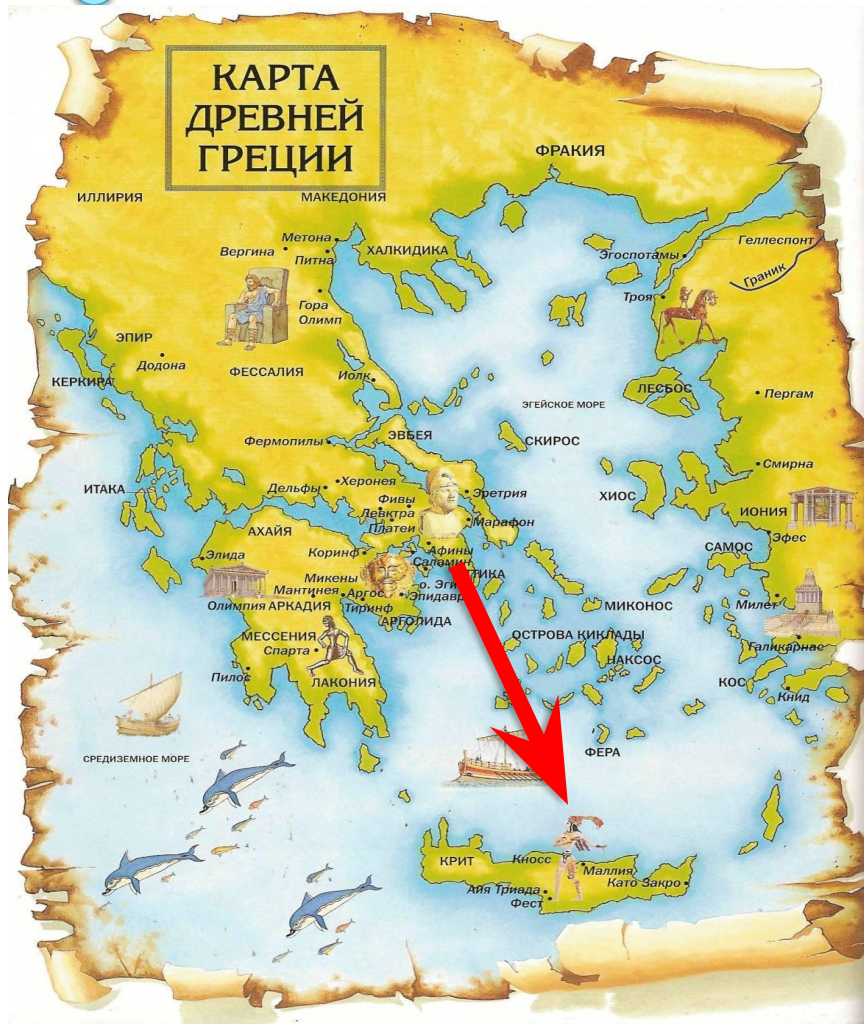 КАРТА
ДРЕВНЕЙ
ГРЕЦИИ
ФРАКИЯ
ИЛЛИРИЯ
МАКЕДОНИЯ
Метона
Вергина
Питна
ХАЛКИДИКА
Геллеспонт
Эгоспотамы
Граник
Троя
Гора
Олимп
ЭПИР
Додона
ФЕССАЛИЯ
Иолк
КЕРКИРА
ЛЕСБОС
Пергам
ЭГЕЙСКОЕ МОРЕ
ЭВБЕЯ
СКИРОС
Фермопилы
Смирна
ИТАКА
Дельфы
Херонея
Фивы
Эретрия
ХИОС
Левктра
Платеи
Марафон
ИОНИЯ
АХАЙЯ
Эфес
Элида
Коринф
Афины
Саламин
САМОС
Микены
о. Эги
ТИКА
Мантинея
Аргос
Эпидавр
Олимпия
АРКАДИЯ
Тиринф
МИКОНОС
Милет
АРГОЛИДА
МЕССЕНИЯ
ОСТРОВА КИКЛАДЫ
Спарта
Галикарнас
НАКСОС
Пилос
ЛАКОНИЯ
КОС
Книд
СРЕДИЗЕМНОЕ МОРЕ
ФЕРА
КРИТ
Кносс
Маллия
Айя Триада
Като Закро
Фест